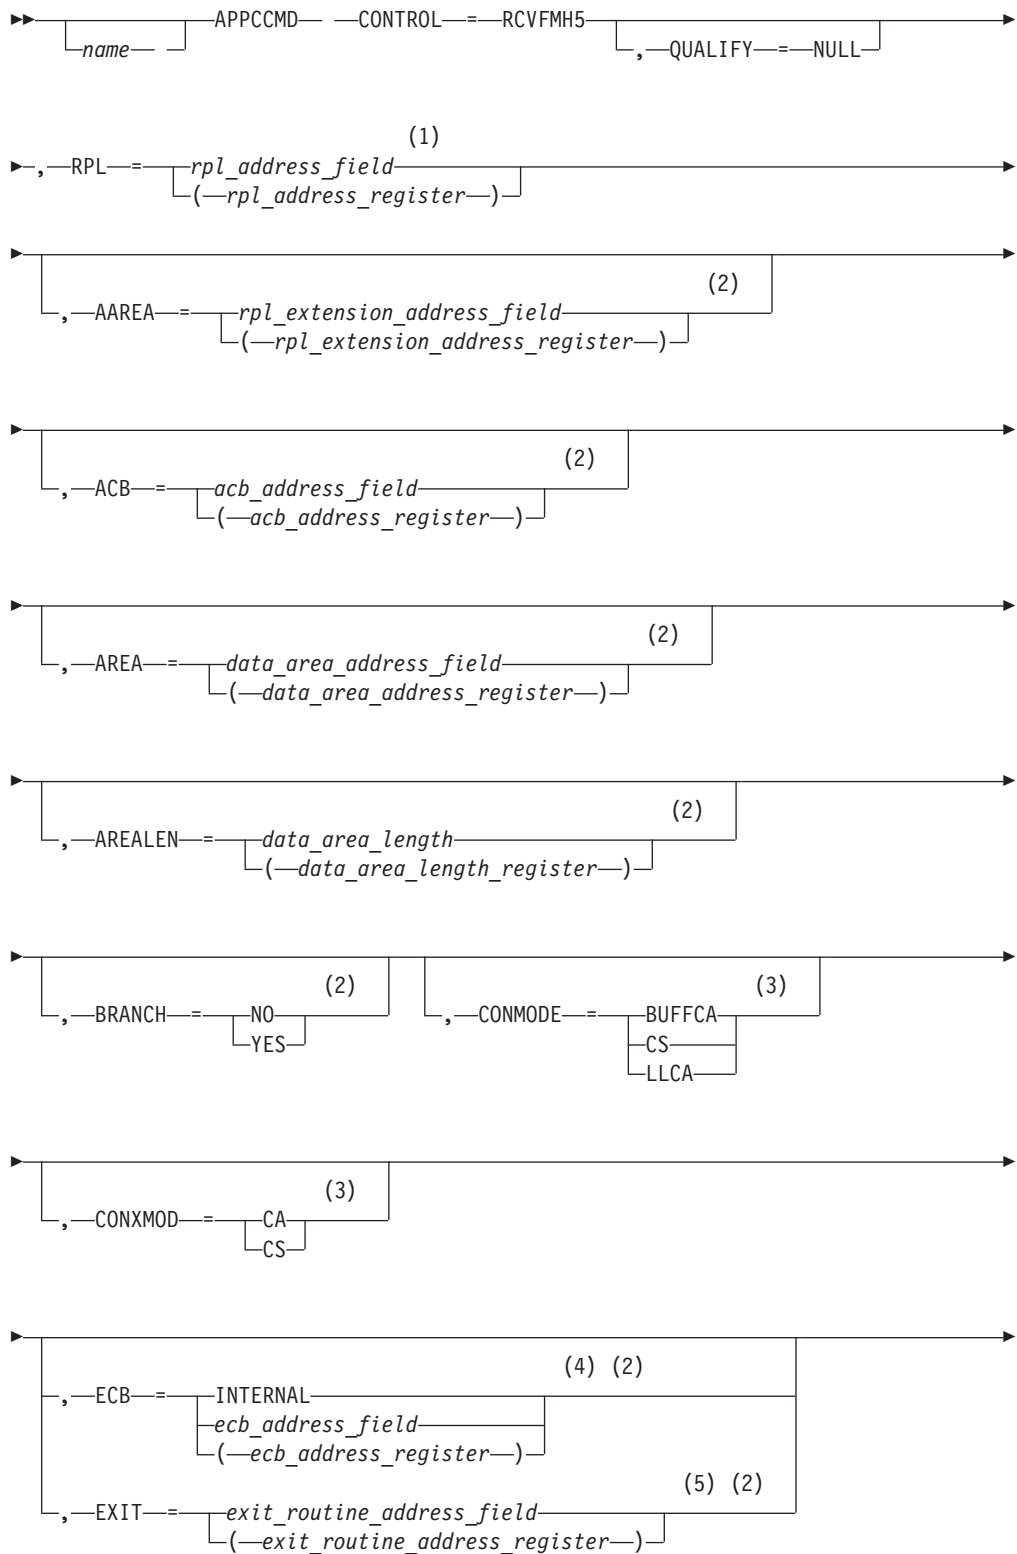 APPCCMD CONTROL = RCVFMH5
name , QUALIFY = NULL
(1)
, RPL = rpl_address_field
( rpl_address_register )
(2)
, AAREA = rpl_extension_address_field
( rpl_extension_address_register )
(2)
, ACB = acb_address_field
( acb_address_register )
(2)
, AREA = data_area_address_field
( data_area_address_register )
(2)
, AREALEN = data_area_length
( data_area_length_register )
(2) (3)
, BRANCH = NO , CONMODE = BUFFCA
YES CS
LLCA
(3)
, CONXMOD = CA
CS
(4) (2)
, ECB = INTERNAL
ecb_address_field
( ecb_address_register )
(5) (2)
, EXIT = exit_routine_address_field
( exit_routine_address_register )